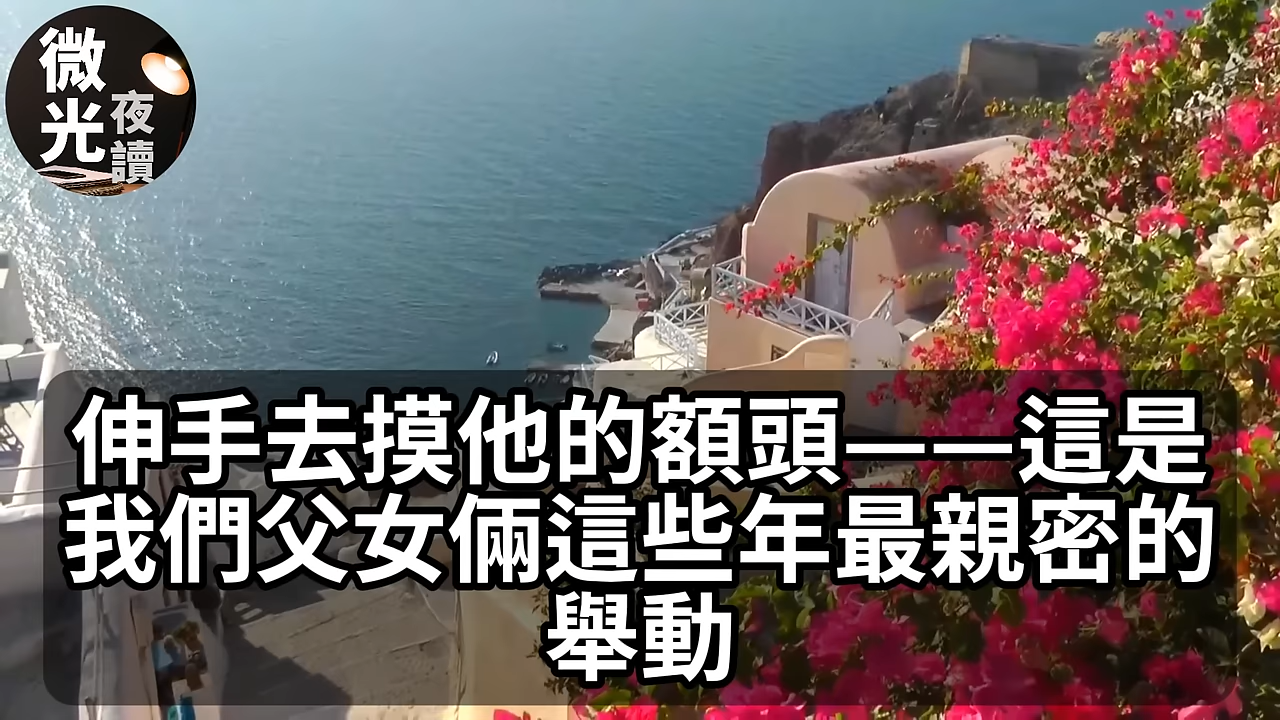 微光
夜讀
伸手去摸他的額頭——這是
我們父女倆這些年最親密的
舉動